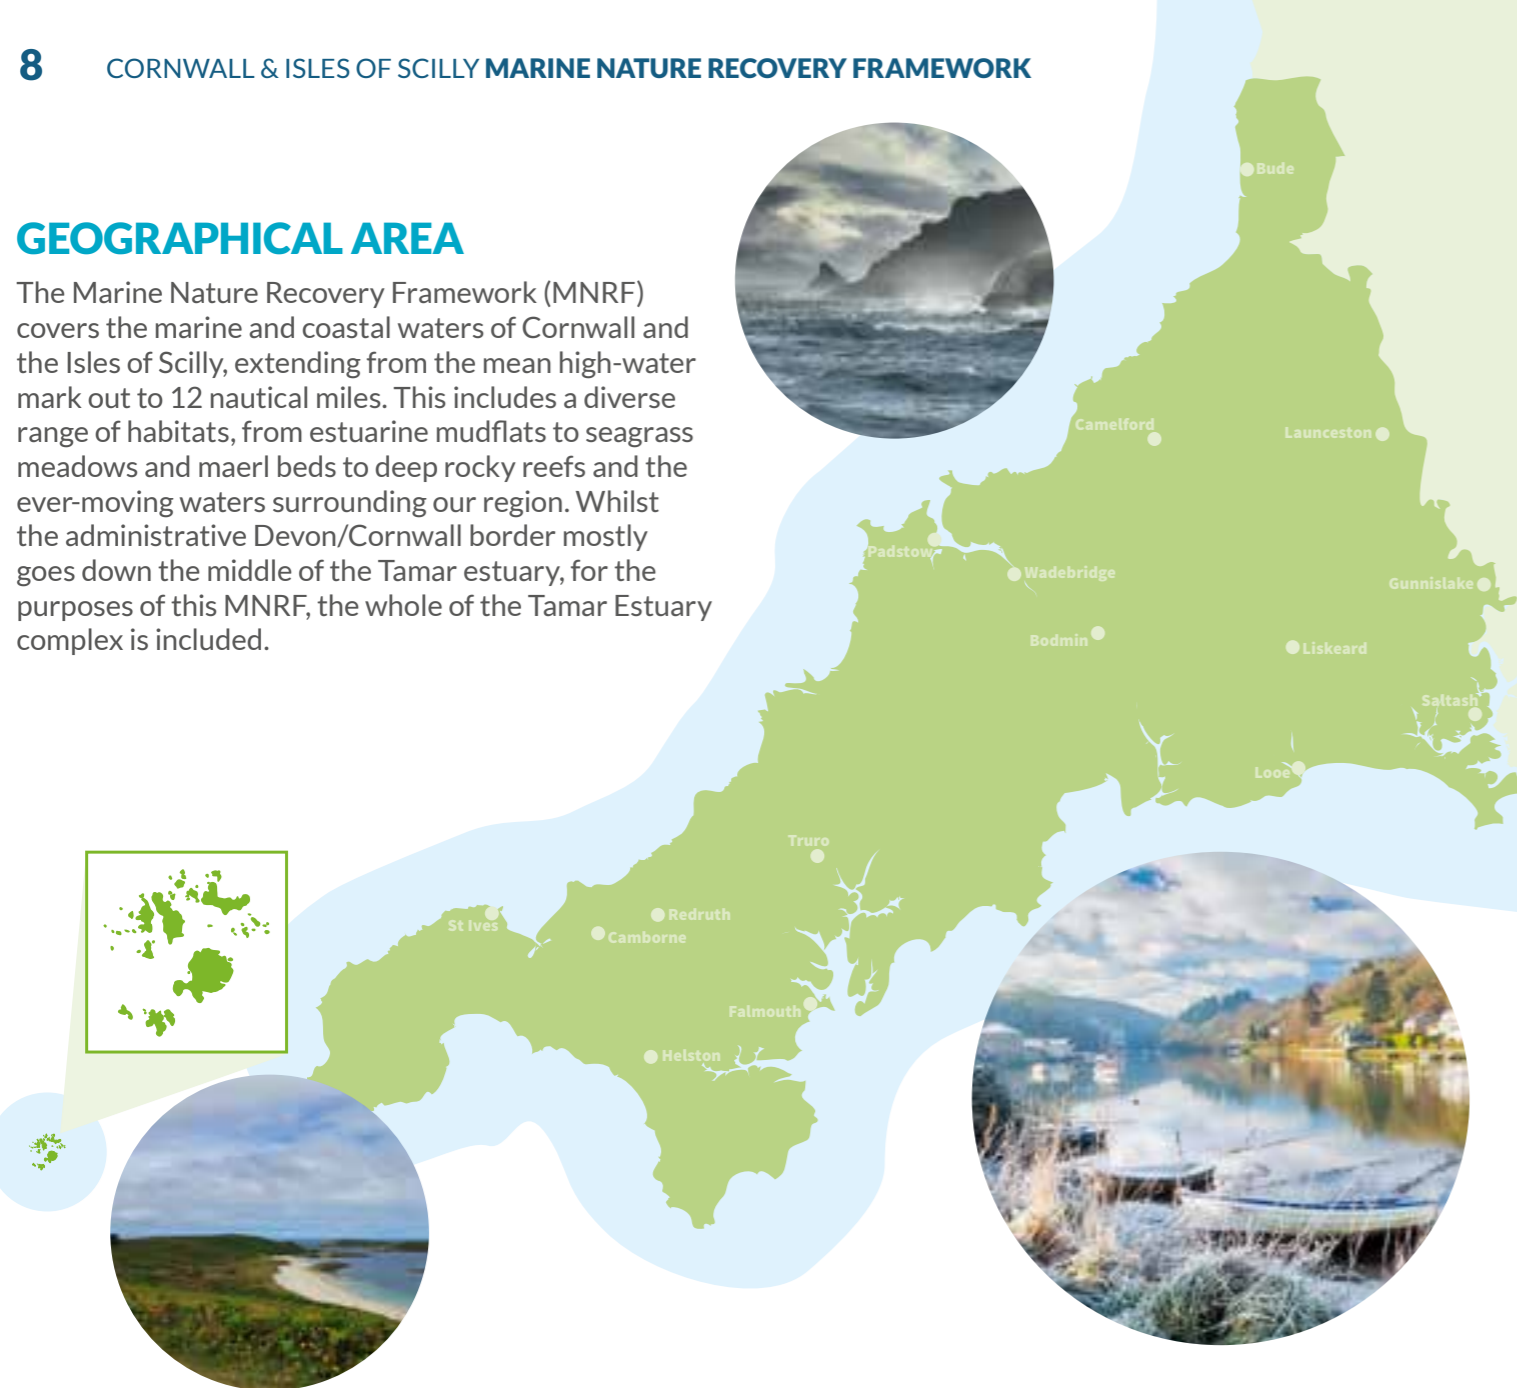 8 CORNWALL & ISLES OF SCILLY MARINE NATURE RECOVERY FRAMEWORK
GEOGRAPHICAL AREA
The Marine Nature Recovery Framework (MNRF)
covers the marine and coastal waters of Cornwall and
the Isles of Scilly, extending from the mean high-water
mark out to 12 nautical miles. This includes a diverse
range of habitats, from estuarine mudflats to seagrass
meadows and maerl beds to deep rocky reefs and the
ever-moving waters surrounding our region. Whilst
the administrative Devon/Cornwall border mostly
goes down the middle of the Tamar estuary, for the
purposes of this MNRF, the whole of the Tamar Estuary
complex is included.
Bude
Camelford
Launceston
Padstow
Wadebridge
Gunnislake
Bodmin
Liskeard
Saltash
Looe
Truro
Redruth
St Ives
Camborne
Falmouth
Helston